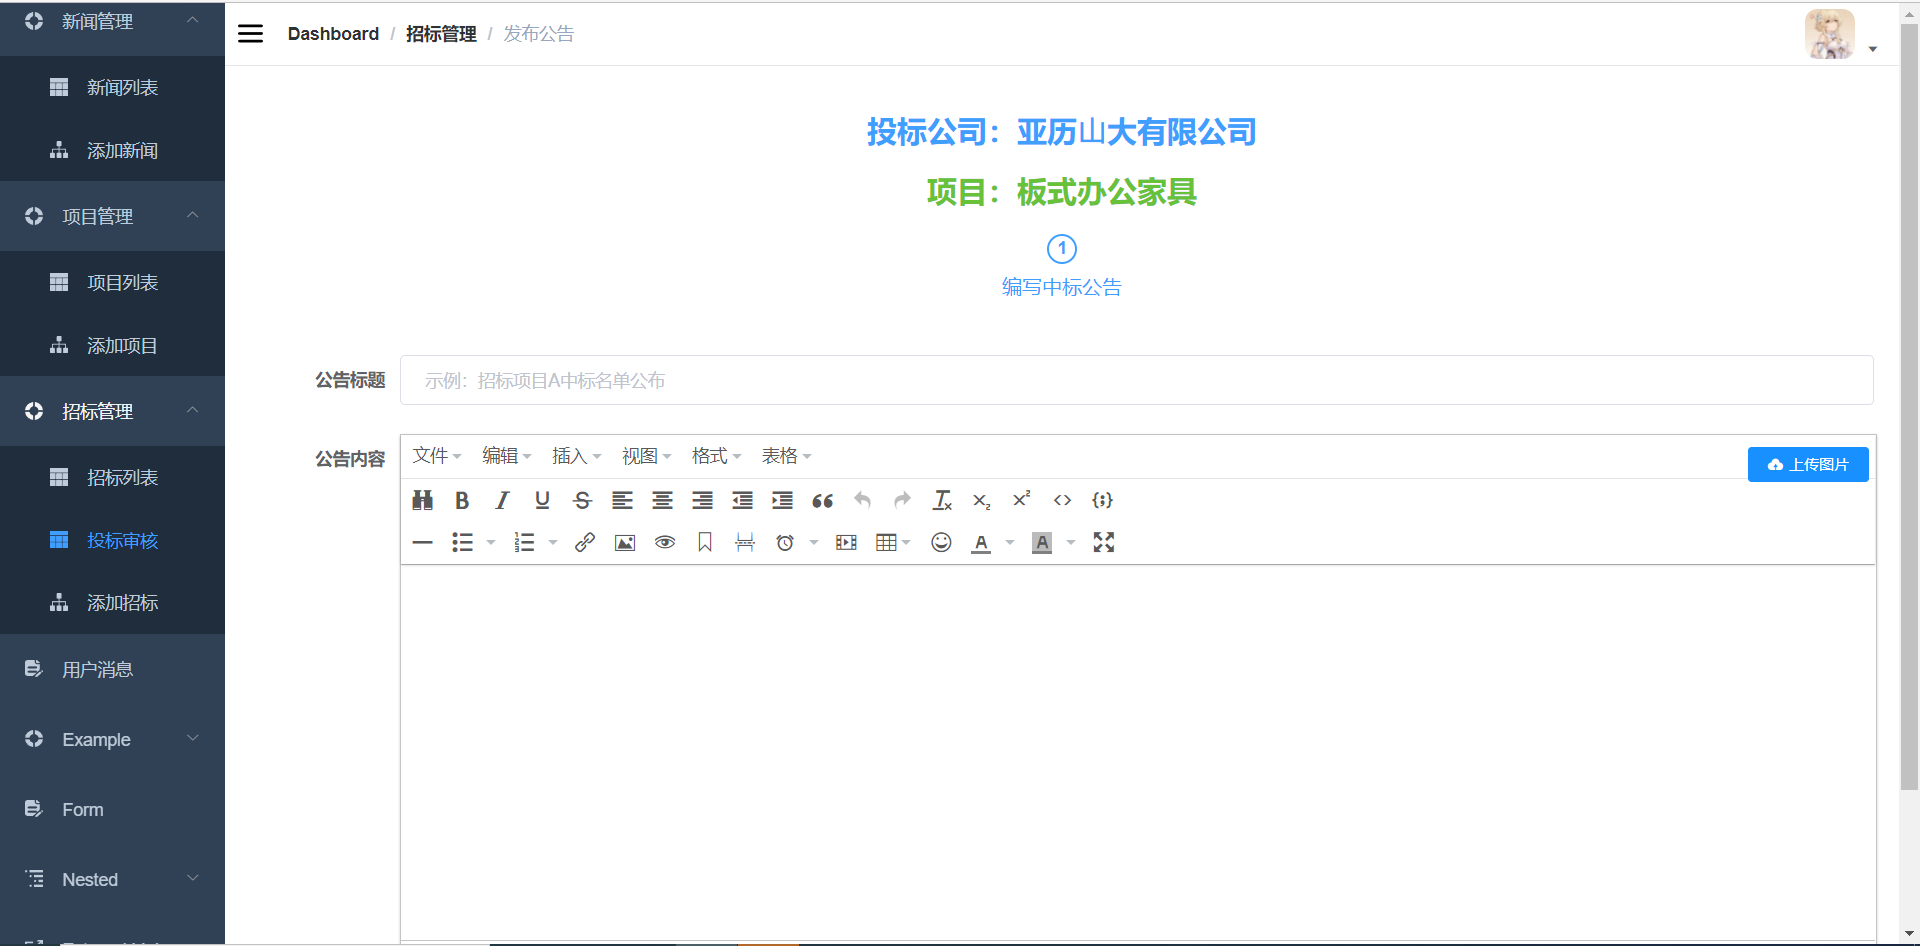 新闻管理
新闻列表
添加新闻
项目管理
项目列表
添加项目
招标管理
招标列表
投标审核
添加招标
用户消息
Example
Form
Nested
Dashboard / 招标管理 / 发布公告
投标公司：亚历山大有限公司
项目：板式办公家具
1
编写中标公告
公告标题 示例：招标项目A中标名单公布
公告内容
文件 编辑 插入 视图 格式 表格
上传图片